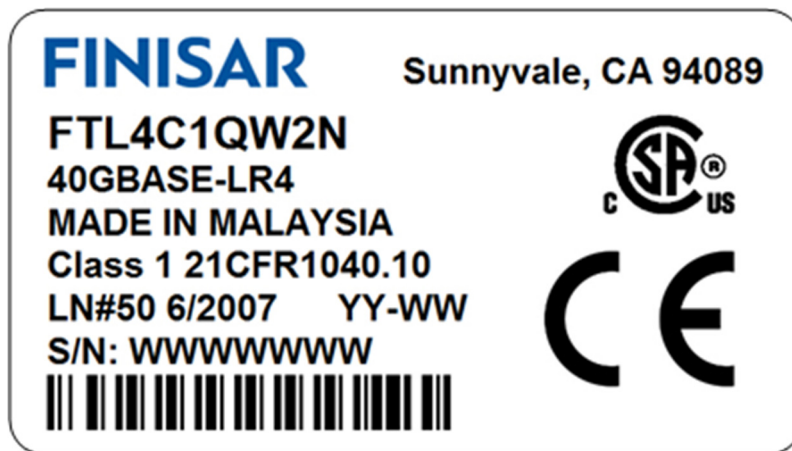 FINISAR
Sunnyvale, CA 94089
FTL4C1QW2N
40GBASE-LR4
MADE IN MALAYSIA
Class 1 21CFR1040.10
LN#50 6/2007 YY-WW
S/N: WWWWWWW
C SA ® US
CE